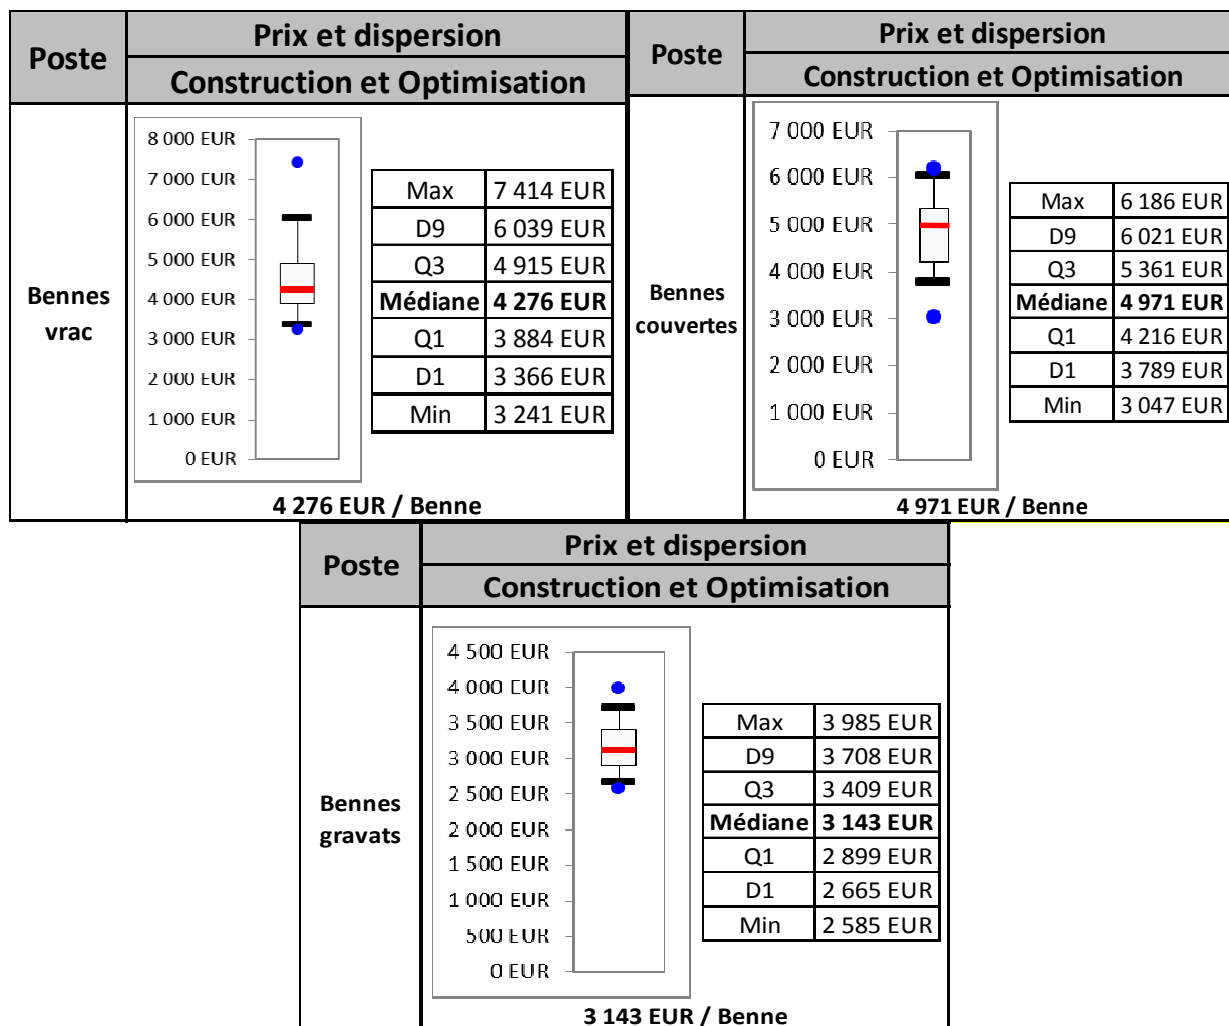 Poste
Prix et dispersion
Construction et Optimisation
Bennes
vrac
8 000 EUR
7 000 EUR
6 000 EUR
5 000 EUR
4 000 EUR
3 000 EUR
2 000 EUR
1 000 EUR
0 EUR
Max 7 414 EUR
D9 6 039 EUR
Q3 4 915 EUR
Médiane 4 276 EUR
Q1 3 884 EUR
D1 3 366 EUR
Min 3 241 EUR
4 276 EUR / Benne
Poste
Prix et dispersion
Construction et Optimisation
Bennes
couvertes
7 000 EUR
6 000 EUR
5 000 EUR
4 000 EUR
3 000 EUR
2 000 EUR
1 000 EUR
0 EUR
Max 6 186 EUR
D9 6 021 EUR
Q3 5 361 EUR
Médiane 4 971 EUR
Q1 4 216 EUR
D1 3 789 EUR
Min 3 047 EUR
4 971 EUR / Benne
Poste
Prix et dispersion
Construction et Optimisation
Bennes
gravats
4 500 EUR
4 000 EUR
3 500 EUR
3 000 EUR
2 500 EUR
2 000 EUR
1 500 EUR
1 000 EUR
500 EUR
0 EUR
Max 3 985 EUR
D9 3 708 EUR
Q3 3 409 EUR
Médiane 3 143 EUR
Q1 2 899 EUR
D1 2 665 EUR
Min 2 585 EUR
3 143 EUR / Benne